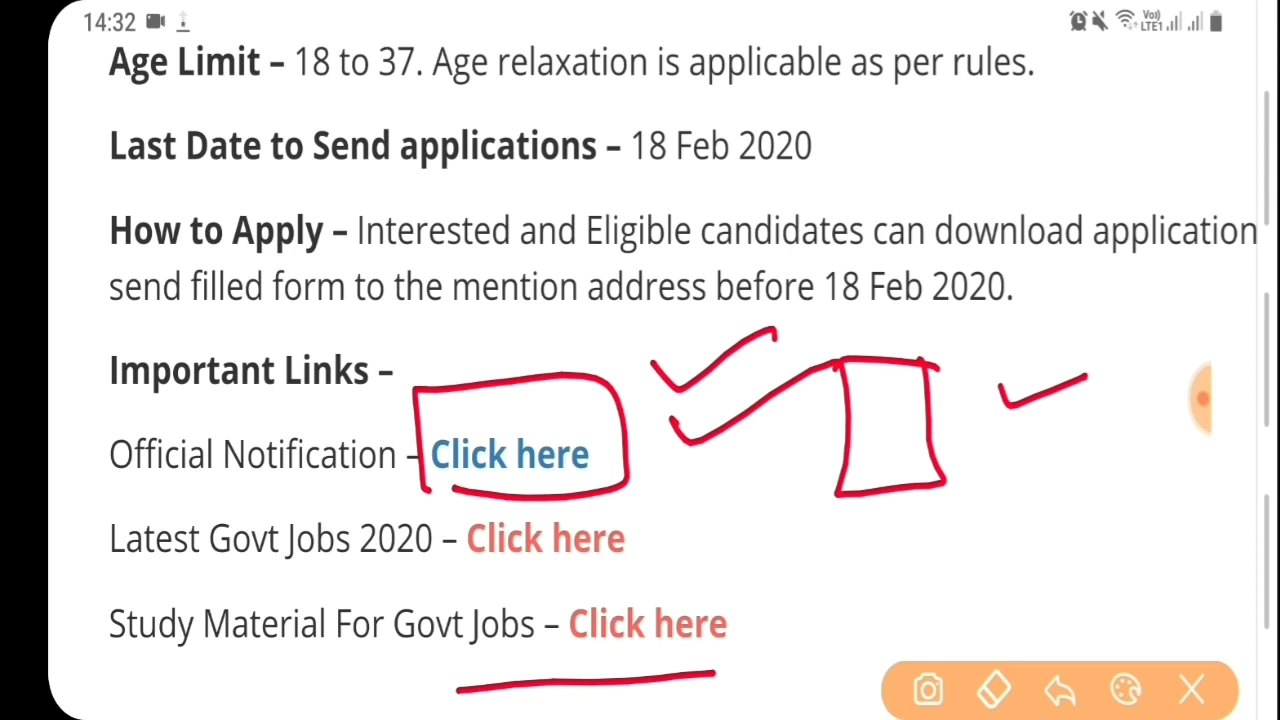 14:32
Vo)) LTE1
Age Limit – 18 to 37. Age relaxation is applicable as per rules.
Last Date to Send applications – 18 Feb 2020
How to Apply – Interested and Eligible candidates can download application
send filled form to the mention address before 18 Feb 2020.
Important Links –
Official Notification – Click here
Latest Govt Jobs 2020 – Click here
Study Material For Govt Jobs – Click here